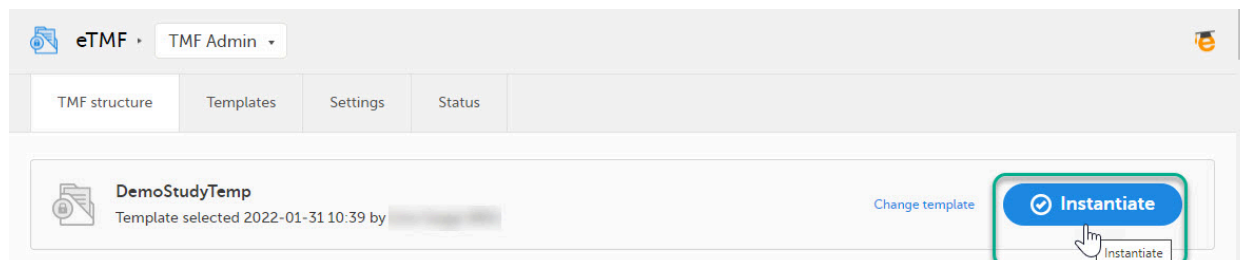 eTMF TMF Admin
TMF structure Templates Settings Status
DemoStudyTemp
Template selected 2022-01-31 10:39 by
Change template Instantiate
Instantiate